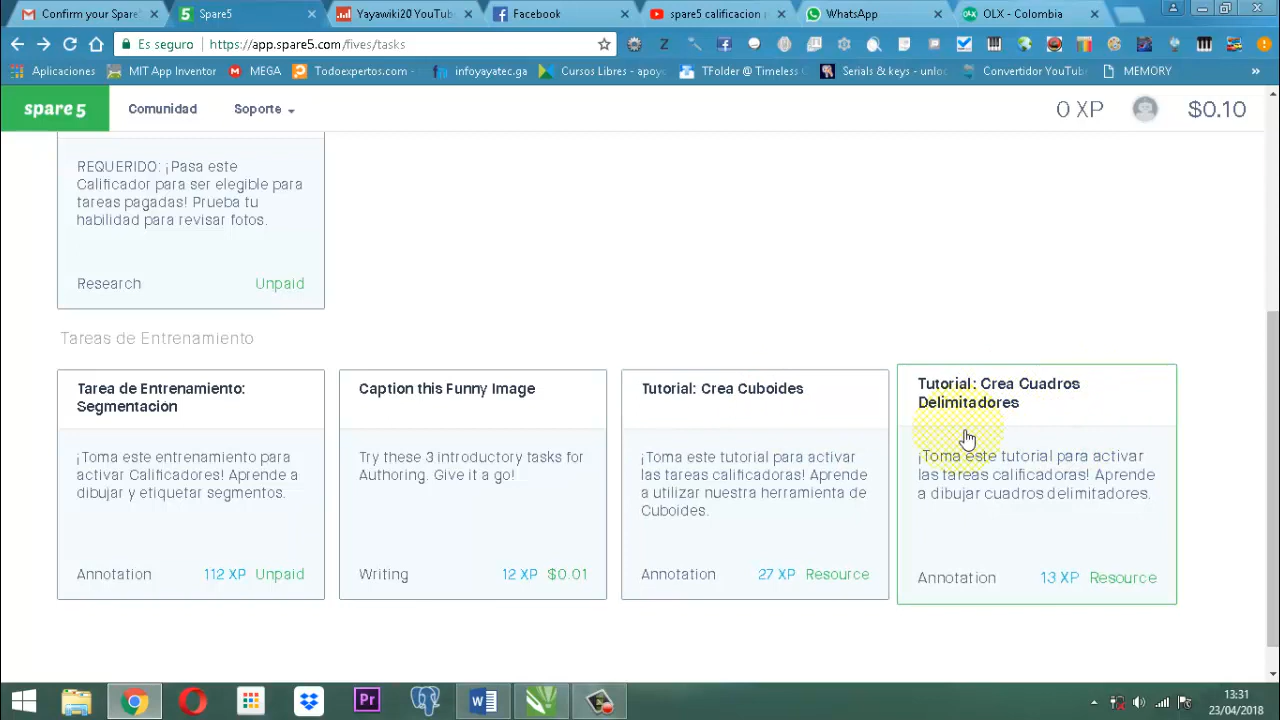 Confirm your Spare
Spare5
Yayawiki20 YouTube
Facebook
spare5 calificacion
WhatsApp
OLX - Colombia
Es seguro
https://app.spare5.com/fives/tasks
Aplicaciones
MIT App Inventor
MEGA
Todoexpertos.com -
infoyayatec.ga
Cursos Libres - apoy
TFolder @ Timeless
Serials & keys - unlo
Convertidor YouTub
MEMORY
»
spare5
Comunidad
Soporte
0 XP
$0.10
REQUERIDO: ¡Pasa este
Calificador para ser elegible para
tareas pagadas! Prueba tu
habilidad para revisar fotos.
Research
Unpaid
Tareas de Entrenamiento
Tarea de Entrenamiento:
Segmentación
¡Toma este entrenamiento para
activar Calificadores! Aprende a
dibujar y etiquetar segmentos.
Annotation
112 XP
Unpaid
Caption this Funny Image
Try these 3 introductory tasks for
Authoring. Give it a go!
Writing
12 XP
$0.01
Tutorial: Crea Cuboides
¡Toma este tutorial para activar
las tareas calificadoras! Aprende
a utilizar nuestra herramienta de
Cuboides.
Annotation
27 XP
Resource
Tutorial: Crea Cuadros
Delimitadores
¡Toma este tutorial para activar
las tareas calificadoras! Aprende
a dibujar cuadros delimitadores.
Annotation
13 XP
Resource
Pr
13:31
23/04/2018